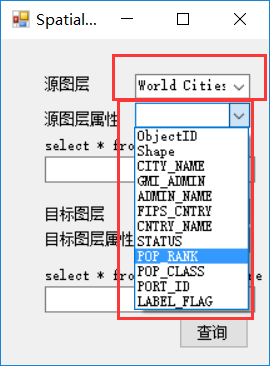 Spatial...
源图层 World Cities
源图层属性
select * fro
ObjectID
Shape
CITY_NAME
GMI_ADMIN
ADMIN_NAME
FIPS_CNTRY
CNTRY_NAME
STATUS
POP_RANK
POP_CLASS
PORT_ID
LABEL_FLAG
目标图层
目标图层属性
select * fro
查询